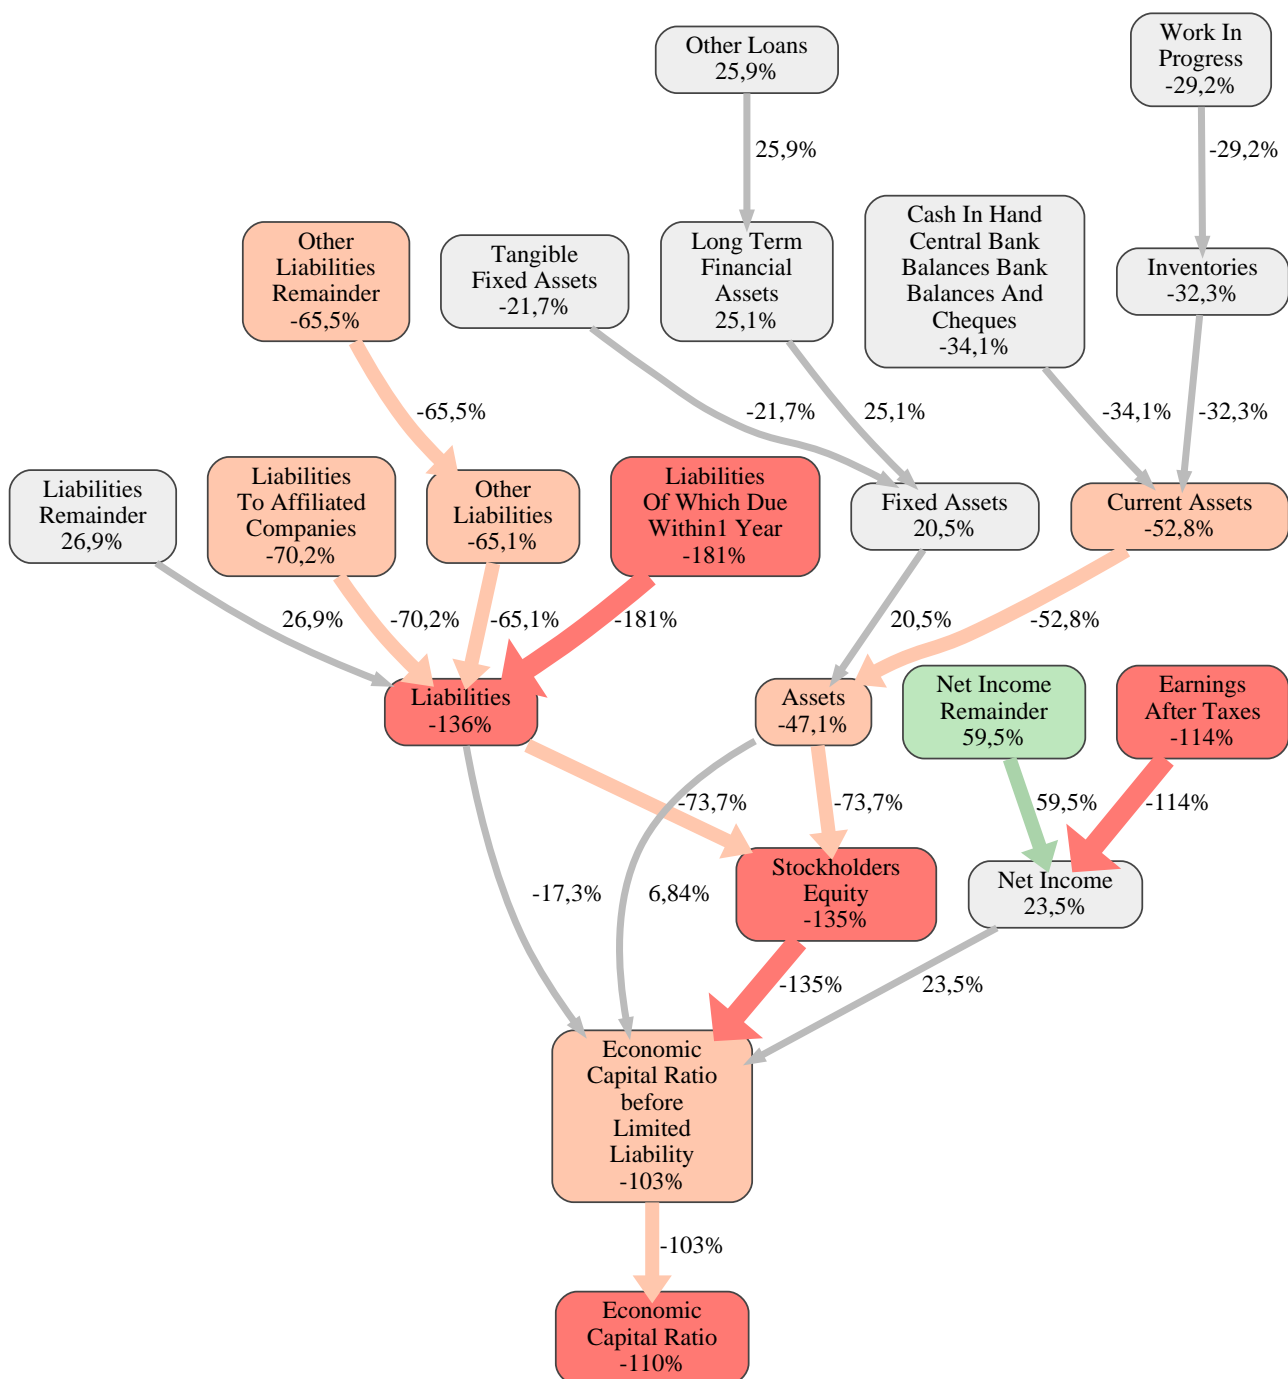 Other Loans
25,9%
Work In
Progress
-29,2%
25,9%
-29,2%
Other
Liabilities
Remainder
-65,5%
Tangible
Fixed Assets
-21,7%
Long Term
Financial
Assets
25,1%
Cash In Hand
Central Bank
Balances Bank
Balances And
Cheques
-34,1%
Inventories
-32,3%
-65,5%
-21,7%
25,1%
-34,1%
-32,3%
Liabilities
Remainder
26,9%
Liabilities
To Affiliated
Companies
-70,2%
Other
Liabilities
-65,1%
Liabilities
Of Which Due
Within1 Year
-181%
Fixed Assets
20,5%
Current Assets
-52,8%
26,9%
-70,2%
-65,1%
-181%
20,5%
-52,8%
Liabilities
-136%
Assets
-47,1%
Net Income
Remainder
59,5%
Earnings
After Taxes
-114%
-73,7%
-73,7%
59,5%
-114%
Stockholders
Equity
-135%
Net Income
23,5%
-17,3%
6,84%
-135%
23,5%
Economic
Capital Ratio
before
Limited
Liability
-103%
-103%
Economic
Capital Ratio
-110%